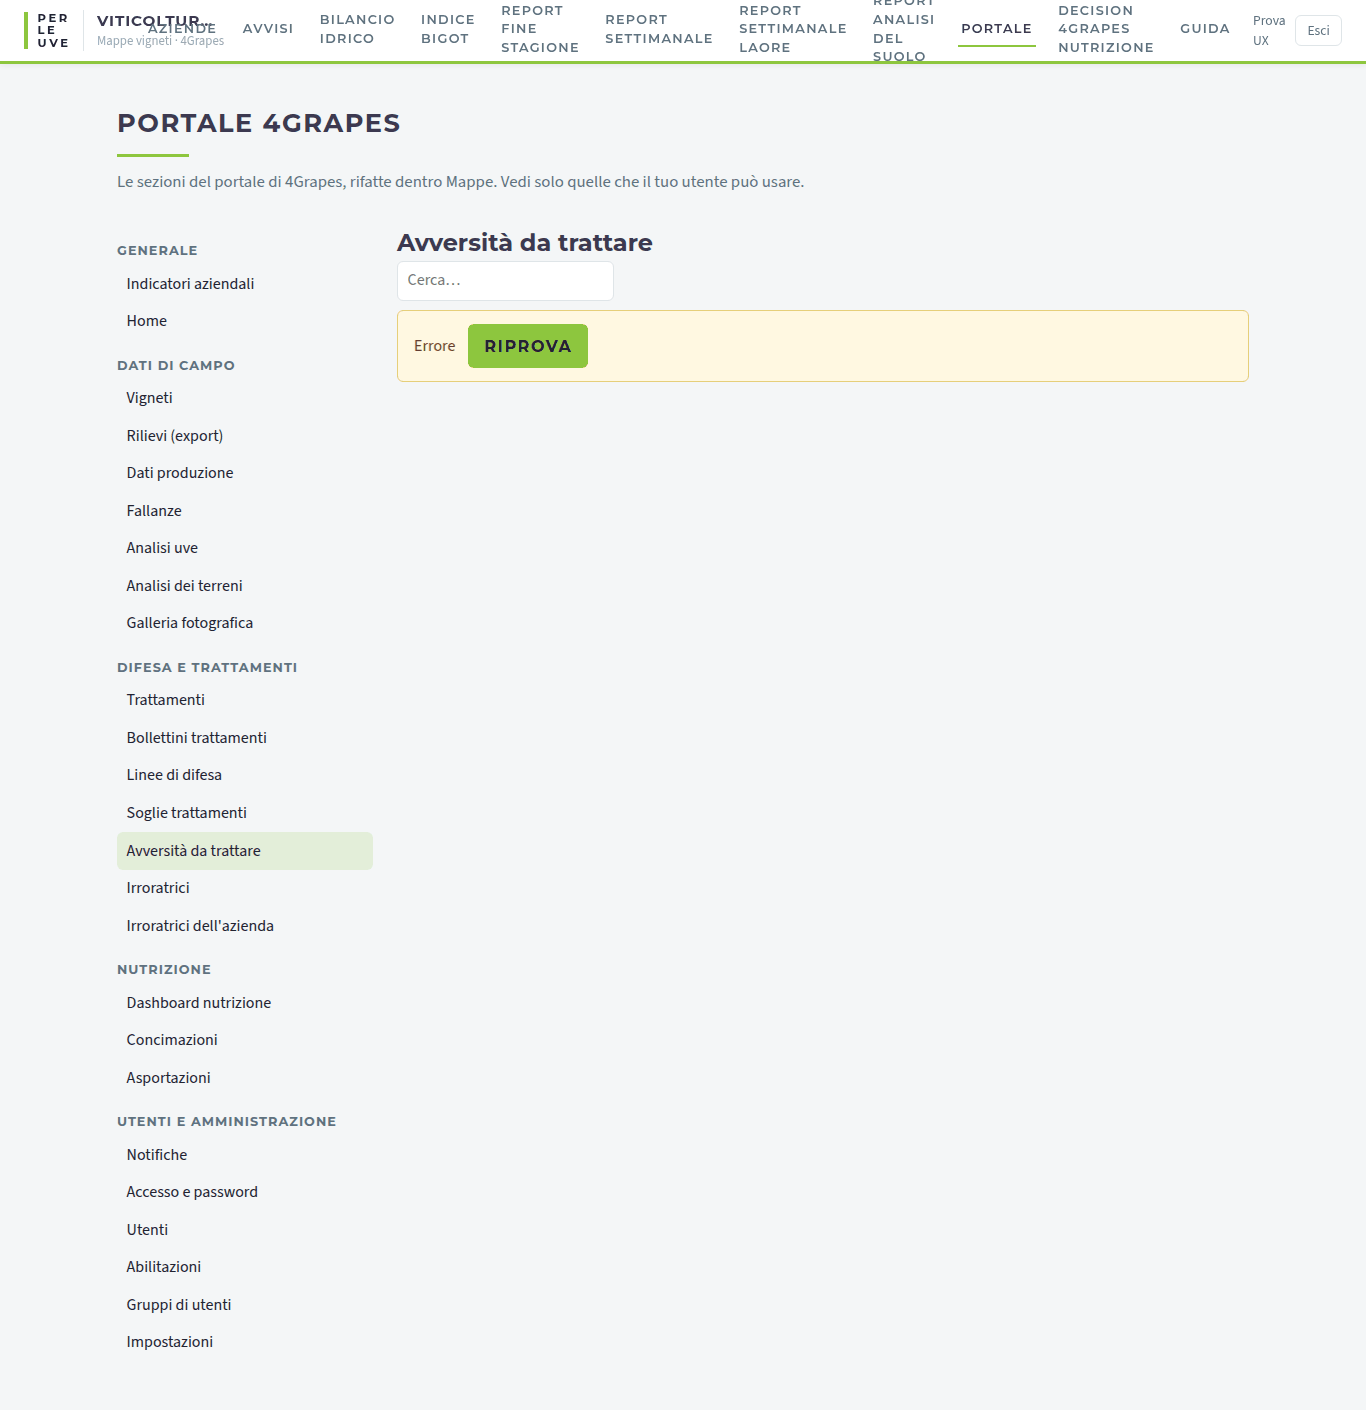 PER
LE
UVE
VITICOLTUR…
Mappe vigneti · 4Grapes
AZIENDE
AVVISI
BILANCIO
IDRICO
INDICE
BIGOT
REPORT
FINE
STAGIONE
REPORT
SETTIMANALE
REPORT
SETTIMANALE
LAORE
REPORT
ANALISI
DEL
SUOLO
PORTALE
DECISION
4GRAPES
NUTRIZIONE
GUIDA
Prova
UX
Esci
PORTALE 4GRAPES
Le sezioni del portale di 4Grapes, rifatte dentro Mappe. Vedi solo quelle che il tuo utente può usare.
GENERALE
Indicatori aziendali
Home
DATI DI CAMPO
Vigneti
Rilievi (export)
Dati produzione
Fallanze
Analisi uve
Analisi dei terreni
Galleria fotografica
DIFESA E TRATTAMENTI
Trattamenti
Bollettini trattamenti
Linee di difesa
Soglie trattamenti
Avversità da trattare
Irroratrici
Irroratrici dell'azienda
NUTRIZIONE
Dashboard nutrizione
Concimazioni
Asportazioni
UTENTI E AMMINISTRAZIONE
Notifiche
Accesso e password
Utenti
Abilitazioni
Gruppi di utenti
Impostazioni
Avversità da trattare
Cerca…
Errore
RIPROVA